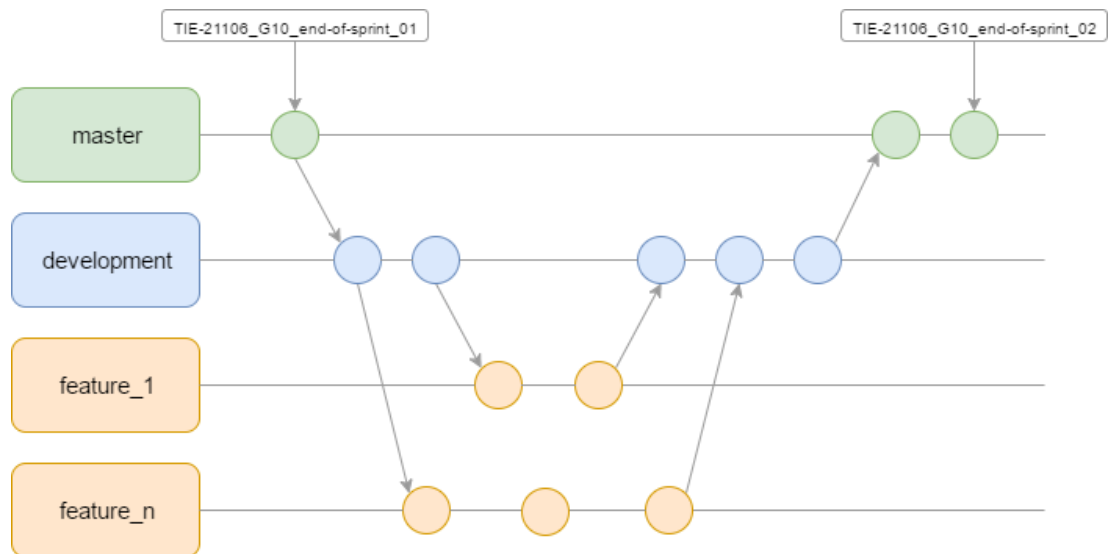 TIE-21106_G10_end-of-sprint_01
TIE-21106_G10_end-of-sprint_02
master
development
feature_1
feature_n